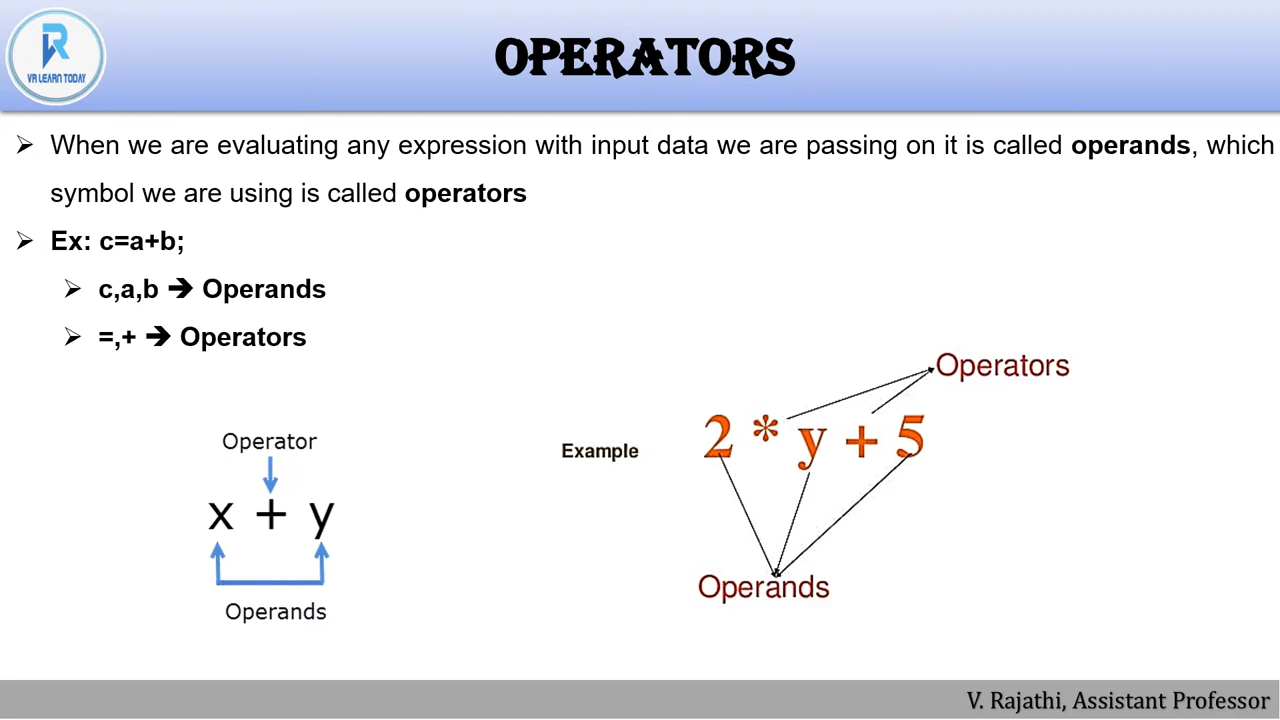 VR LEARN TODAY
OPERATORS
➢ When we are evaluating any expression with input data we are passing on it is called operands, which
symbol we are using is called operators
➢ Ex: c=a+b;
➢ c,a,b ➔ Operands
➢ =,+ ➔ Operators
Operator
x + y
Operands
Operators
Example 2 * y + 5
Operands
V. Rajathi, Assistant Professor